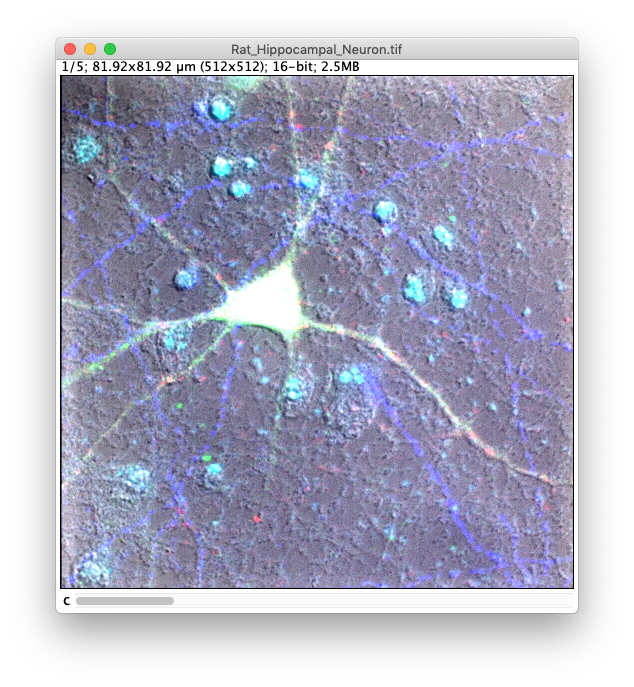 Rat_Hippocampal_Neuron.tif
1/5; 81.92x81.92 µm (512x512); 16-bit; 2.5MB
C